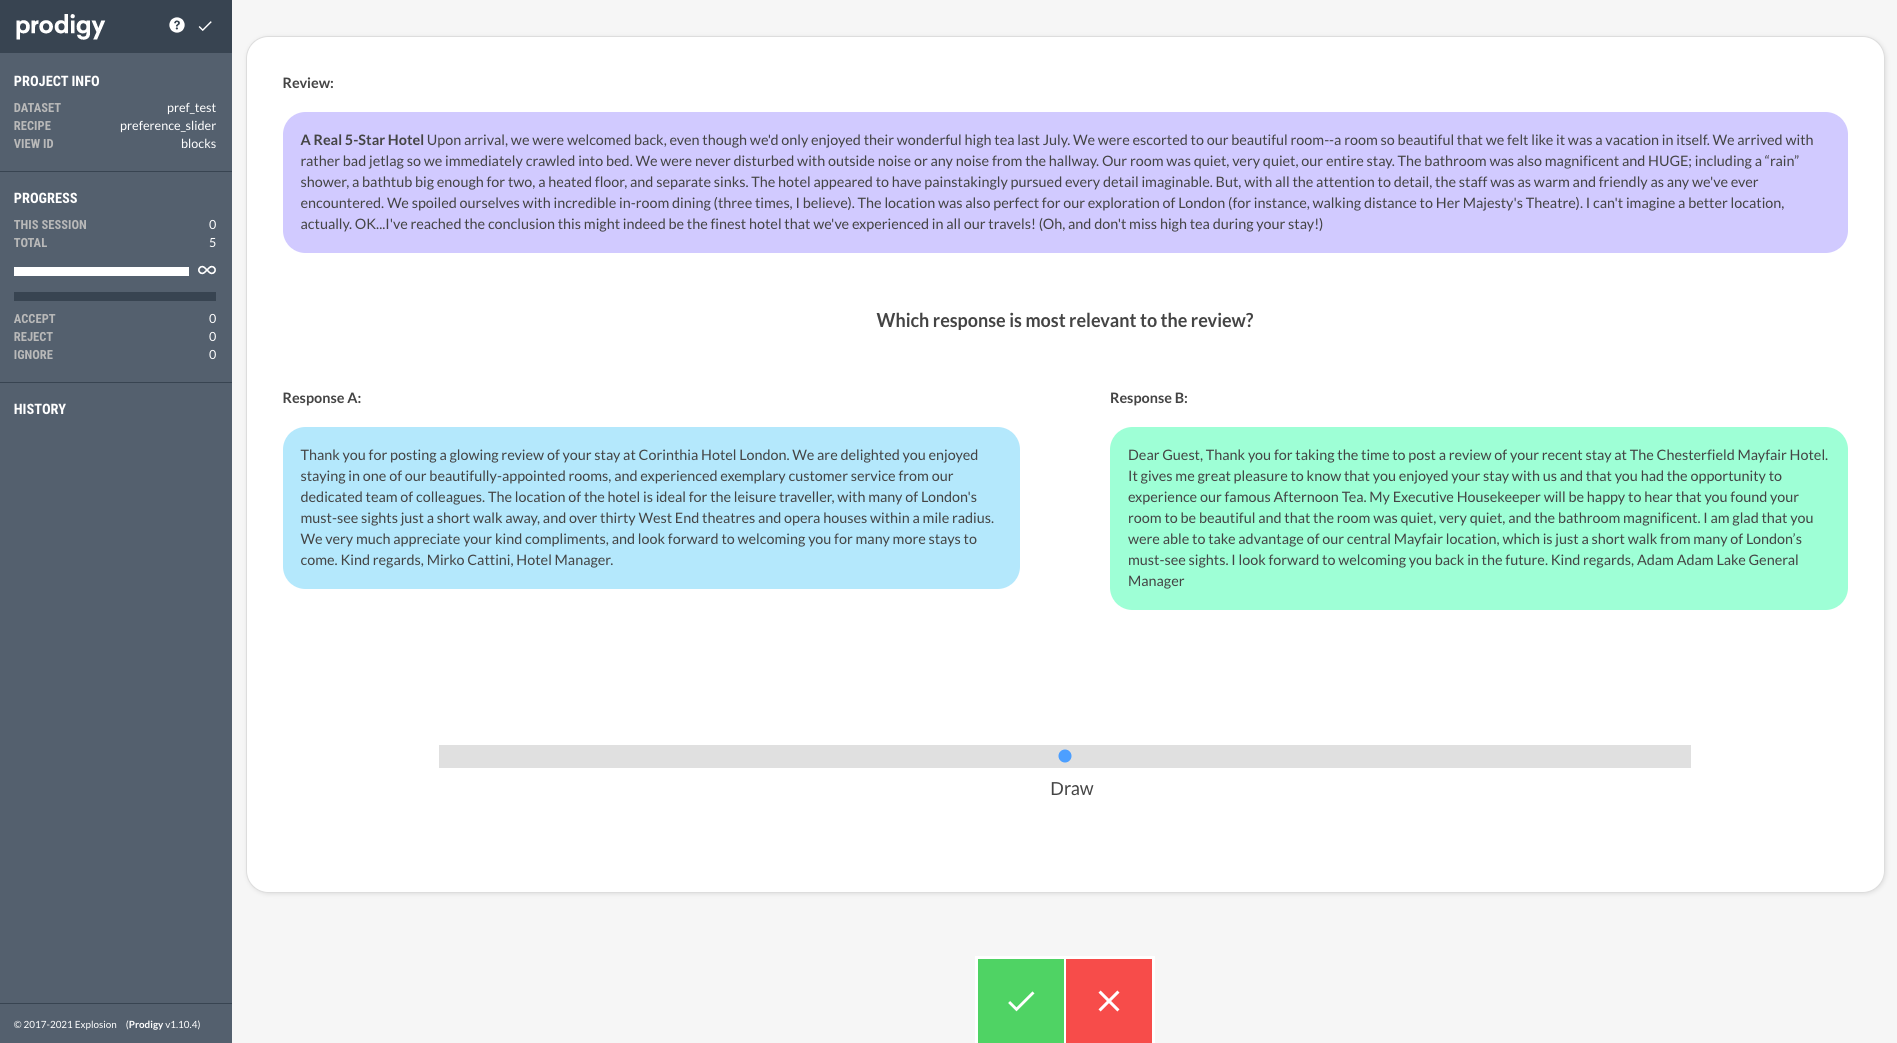 prodigy
PROJECT INFO
DATASET pref_test
RECIPE preference_slider
VIEW ID blocks
PROGRESS
THIS SESSION 0
TOTAL 5
∞
ACCEPT 0
REJECT 0
IGNORE 0
HISTORY
© 2017-2021 Explosion (Prodigy v1.10.4)
Review:
A Real 5-Star Hotel Upon arrival, we were welcomed back, even though we'd only enjoyed their wonderful high tea last July. We were escorted to our beautiful room--a room so beautiful that we felt like it was a vacation in itself. We arrived with
rather bad jetlag so we immediately crawled into bed. We were never disturbed with outside noise or any noise from the hallway. Our room was quiet, very quiet, our entire stay. The bathroom was also magnificent and HUGE; including a “rain”
shower, a bathtub big enough for two, a heated floor, and separate sinks. The hotel appeared to have painstakingly pursued every detail imaginable. But, with all the attention to detail, the staff was as warm and friendly as any we've ever
encountered. We spoiled ourselves with incredible in-room dining (three times, I believe). The location was also perfect for our exploration of London (for instance, walking distance to Her Majesty's Theatre). I can't imagine a better location,
actually. OK...I've reached the conclusion this might indeed be the finest hotel that we've experienced in all our travels! (Oh, and don't miss high tea during your stay!)
Which response is most relevant to the review?
Response A:
Thank you for posting a glowing review of your stay at Corinthia Hotel London. We are delighted you enjoyed
staying in one of our beautifully-appointed rooms, and experienced exemplary customer service from our
dedicated team of colleagues. The location of the hotel is ideal for the leisure traveller, with many of London's
must-see sights just a short walk away, and over thirty West End theatres and opera houses within a mile radius.
We very much appreciate your kind compliments, and look forward to welcoming you for many more stays to
come. Kind regards, Mirko Cattini, Hotel Manager.
Response B:
Dear Guest, Thank you for taking the time to post a review of your recent stay at The Chesterfield Mayfair Hotel.
It gives me great pleasure to know that you enjoyed your stay with us and that you had the opportunity to
experience our famous Afternoon Tea. My Executive Housekeeper will be happy to hear that you found your
room to be beautiful and that the room was quiet, very quiet, and the bathroom magnificent. I am glad that you
were able to take advantage of our central Mayfair location, which is just a short walk from many of London’s
must-see sights. I look forward to welcoming you back in the future. Kind regards, Adam Adam Lake General
Manager
Draw